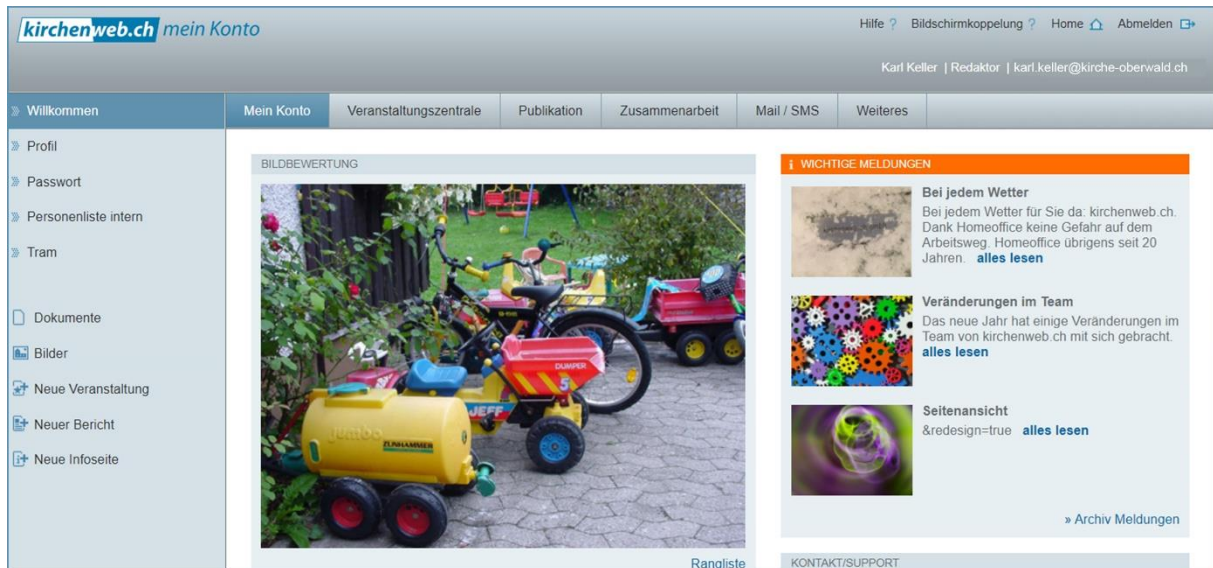 kirchenweb.ch mein Konto
Hilfe ? Bildschirmkoppelung ? Home Abmelden
Karl Keller | Redaktor | karl.keller@kirche-oberwald.ch
Willkommen
Mein Konto
Veranstaltungszentrale
Publikation
Zusammenarbeit
Mail / SMS
Weiteres
Profil
Passwort
Personenliste intern
Tram
Dokumente
Bilder
Neue Veranstaltung
Neuer Bericht
Neue Infoseite
BILDBEWERTUNG
DUMPER
5
JEFF
jumbo
ZUNHAMMER
Rangliste
i WICHTIGE MELDUNGEN
Bei jedem Wetter
Bei jedem Wetter für Sie da: kirchenweb.ch.
Dank Homeoffice keine Gefahr auf dem
Arbeitsweg. Homeoffice übrigens seit 20
Jahren. alles lesen
Veränderungen im Team
Das neue Jahr hat einige Veränderungen im
Team von kirchenweb.ch mit sich gebracht.
alles lesen
Seitenansicht
&redesign=true alles lesen
» Archiv Meldungen
KONTAKT/SUPPORT